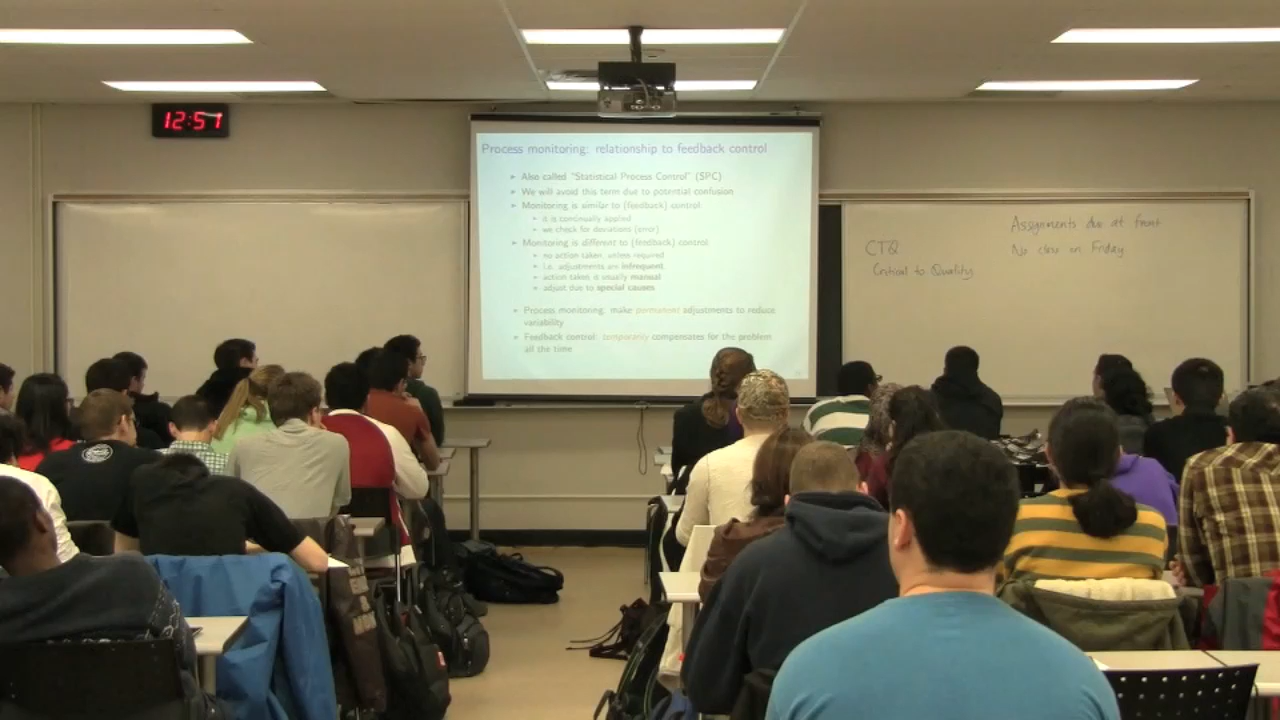 12:57
Process monitoring: relationship to feedback control
Also called "Statistical Process Control" (SPC)
We will avoid this term due to potential confusion
Monitoring is similar to (feedback) control:
it is continually applied
we check for deviations (error)
Monitoring is different to (feedback) control:
no action taken, unless required
i.e. adjustments are infrequent
action taken is usually manual
adjust due to special causes
Process monitoring: make permanent adjustments to reduce
variability
Feedback control: temporarily compensates for the problem
all the time
Assignments due at front
No class on Friday
CTQ
Critical to Quality